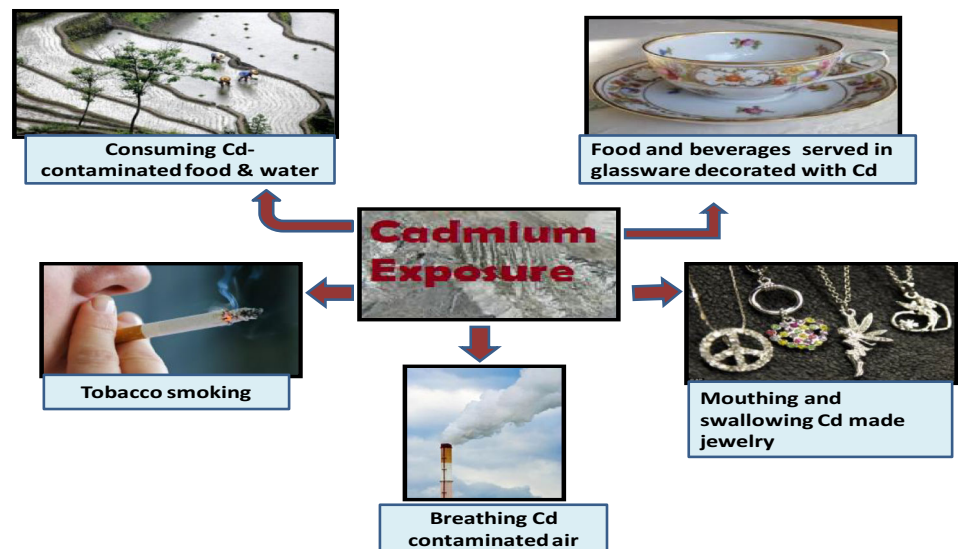 Consuming Cd-
contaminated food & water
Food and beverages served in
glassware decorated with Cd
Cadmium
Exposure
Tobacco smoking
Mouthing and
swallowing Cd made
jewelry
Breathing Cd
contaminated air